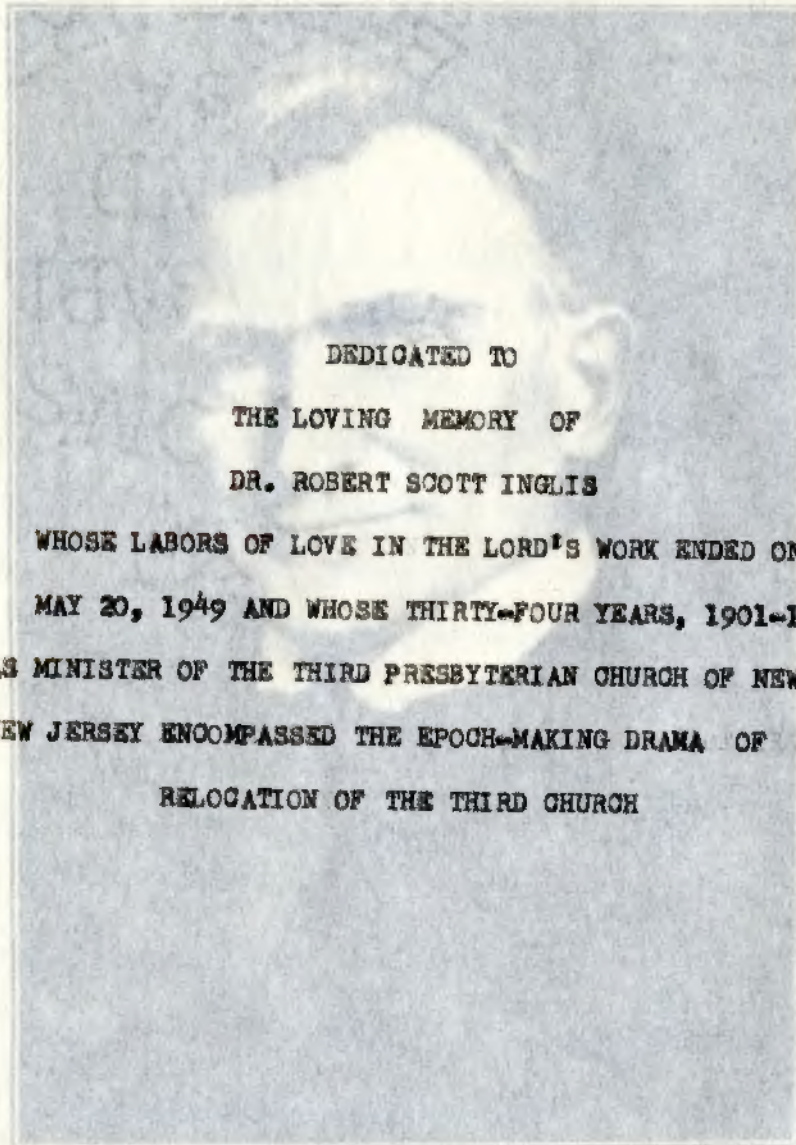 DEDICATED TO
THE LOVING MEMORY OF
DR. ROBERT SCOTT INGLIS
WHOSE LABORS OF LOVE IN THE LORD'S WORK ENDED ON
MAY 20, 1949 AND WHOSE THIRTY-FOUR YEARS, 1901-1
S MINISTER OF THE THIRD PRESBYTERIAN CHURCH OF NEW
EW JERSEY ENCOMPASSED THE EPOCH-MAKING DRAMA OF
RELOCATION OF THE THIRD CHURCH